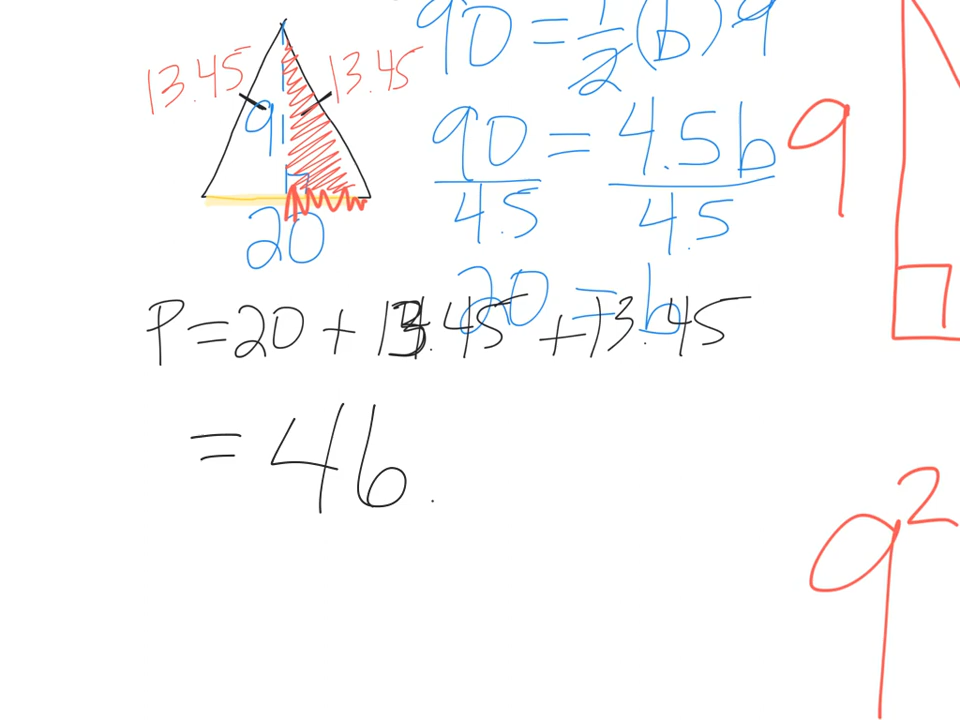 90 = 1/2 (b) 9
13.45
13.45
9
20
90 = 4.5b
4.5 4.5
20 = b
9
P = 20 + 13.45 + 13.45
= 46.
9²